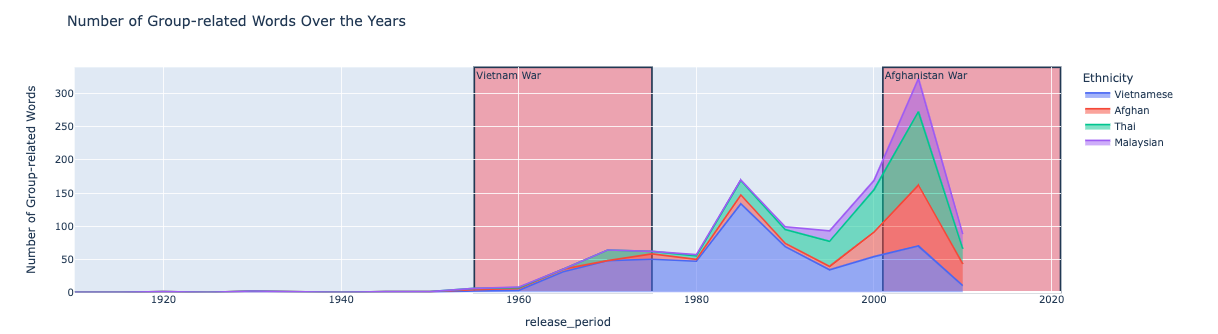 Number of Group-related Words Over the Years
Vietnam War
Afghanistan War
Ethnicity
Vietnamese
Afghan
Thai
Malaysian
Number of Group-related Words
300
250
200
150
100
50
0
1920
1940
1960
1980
2000
2020
release_period